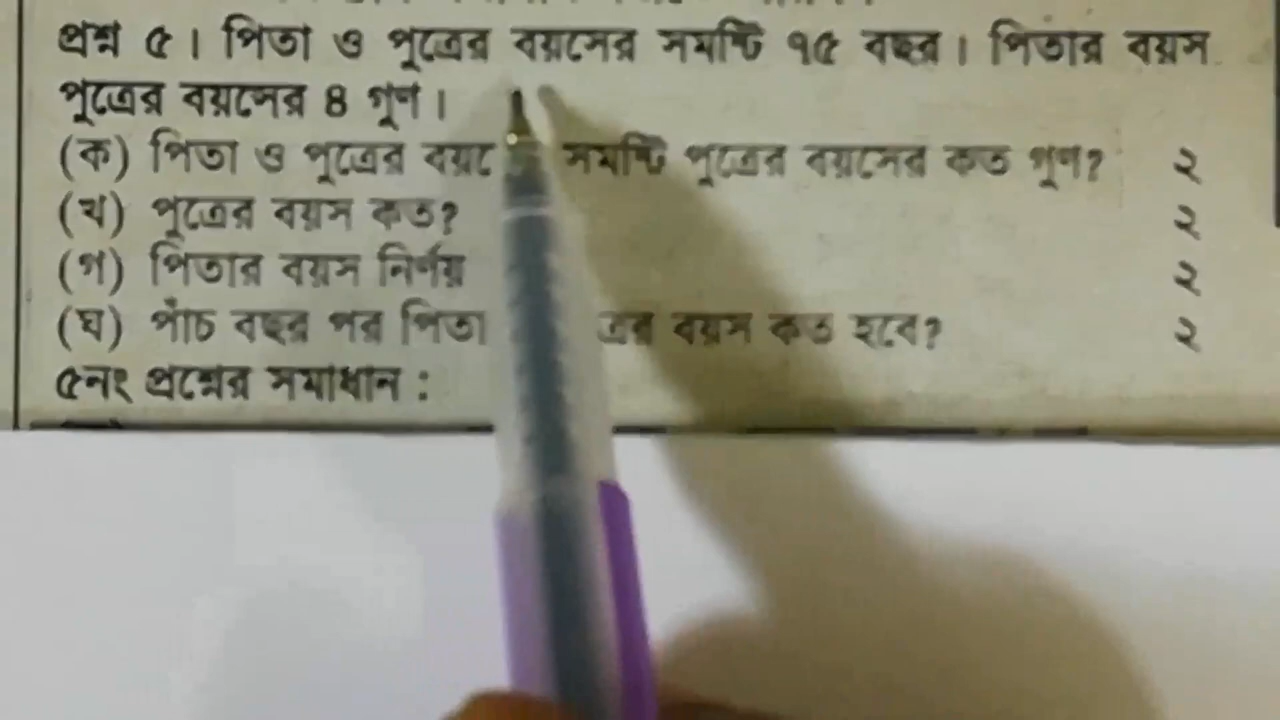 প্রশ্ন ৫। পিতা ও পুত্রের বয়সের সমষ্টি ৭৫ বছর। পিতার বয়স
পুত্রের বয়সের ৪ গুণ।
(ক) পিতা ও পুত্রের সমষ্টি পুত্রের বয়সের কত গুণ? ২
(খ) পুত্রের বয়স কত? ২
(গ) পিতার বয়স নির্ণয় ২
(ঘ) পাঁচ বছর পর পিতা বয়স কত হবে? ২
৫নং প্রশ্নের সমাধান :